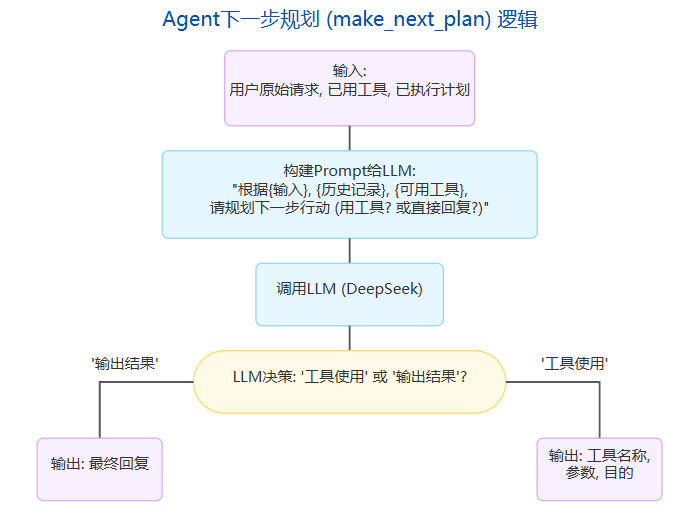 Agent下一步规划 (make_next_plan) 逻辑
输入:
用户原始请求, 已用工具, 已执行计划
构建Prompt给LLM:
"根据{输入}, {历史记录}, {可用工具},
请规划下一步行动 (用工具? 或直接回复?)"
调用LLM (DeepSeek)
LLM决策: '工具使用' 或 '输出结果'?
'输出结果'
'工具使用'
输出: 最终回复
输出: 工具名称,
参数, 目的